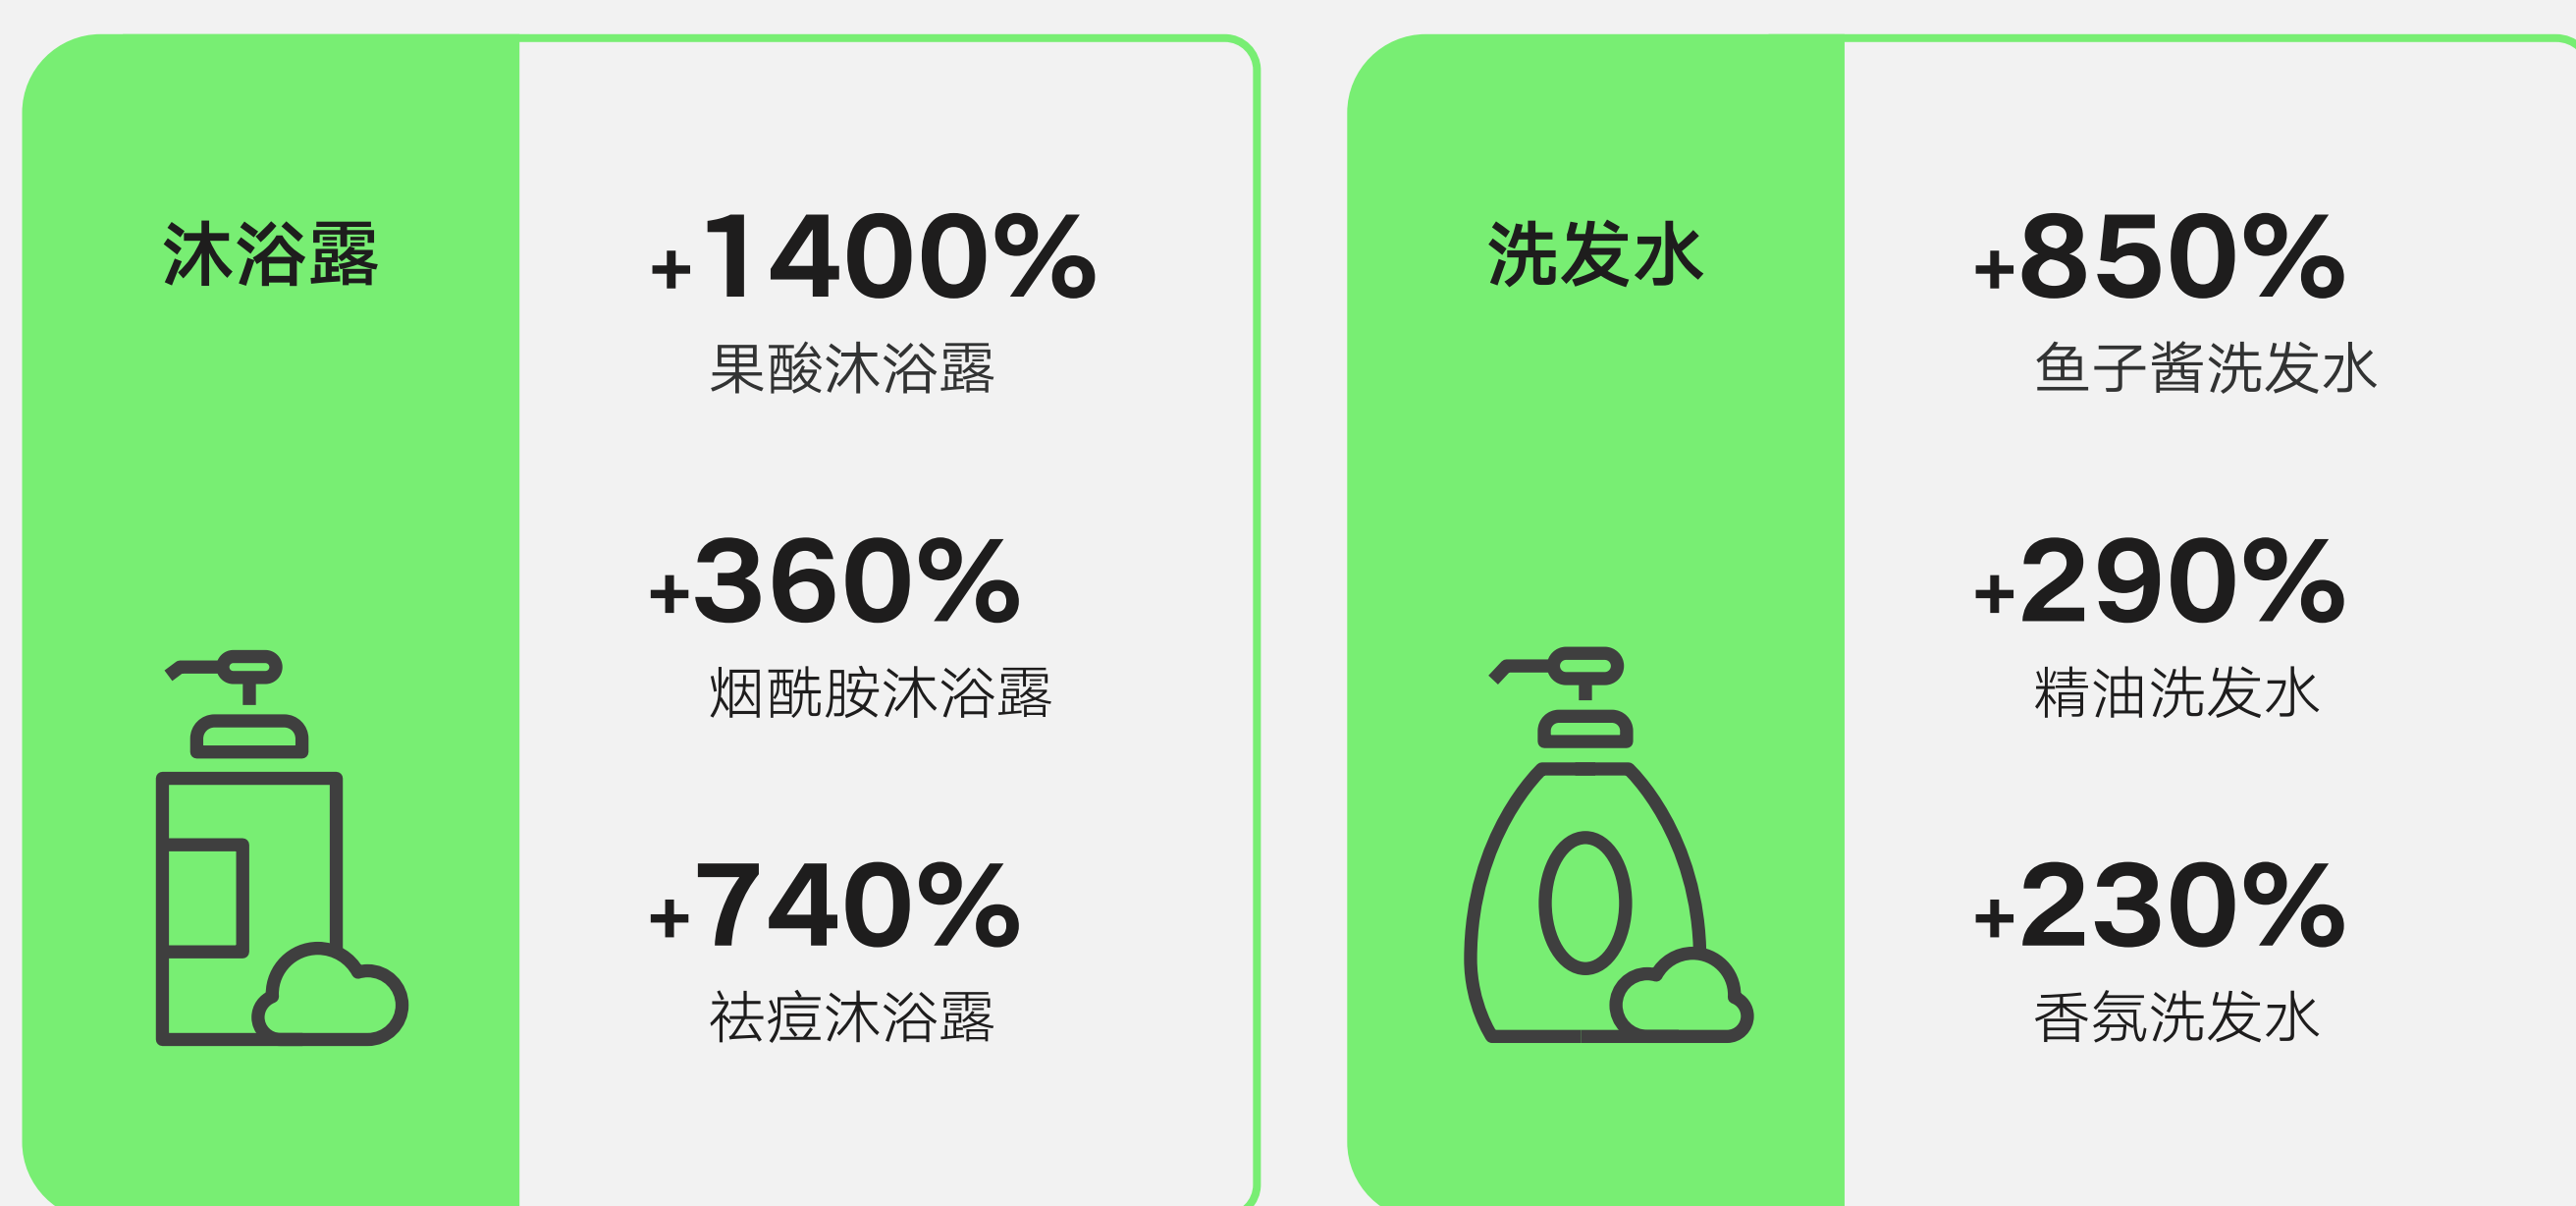 沐浴露
+1400%
果酸沐浴露
+360%
烟酰胺沐浴露
+740%
祛痘沐浴露
洗发水
+850%
鱼子酱洗发水
+290%
精油洗发水
+230%
香氛洗发水